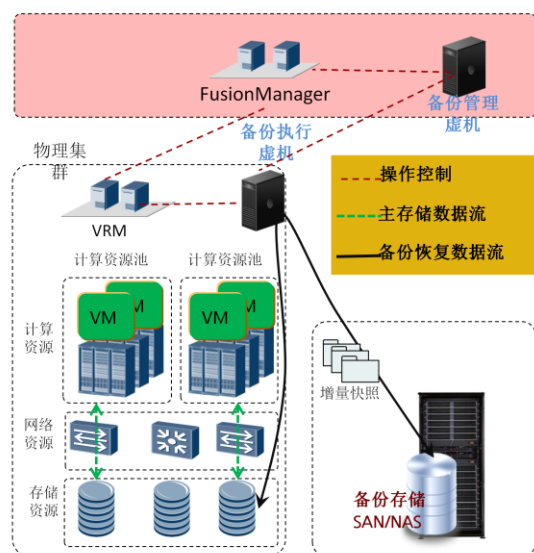 FusionManager
备份管理
虚机
备份执行
虚机
物理集
群
VRM
操作控制
主存储数据流
备份恢复数据流
计算资源池
计算资源池
VM
VM
计算
资源
网络
资源
存储
资源
增量快照
备份存储
SAN/NAS